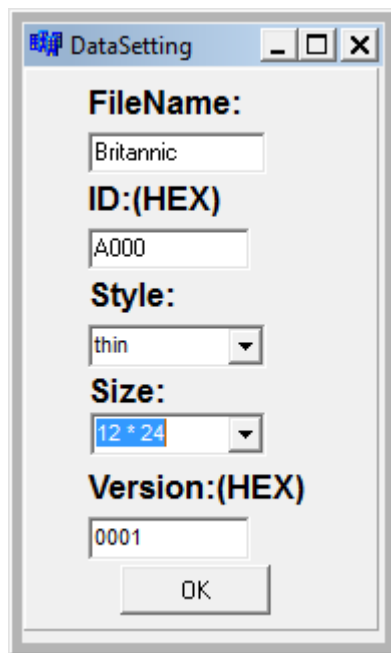 DataSetting
FileName:
Britannic
ID:(HEX)
A000
Style:
thin
Size:
12 * 24
Version:(HEX)
0001
OK